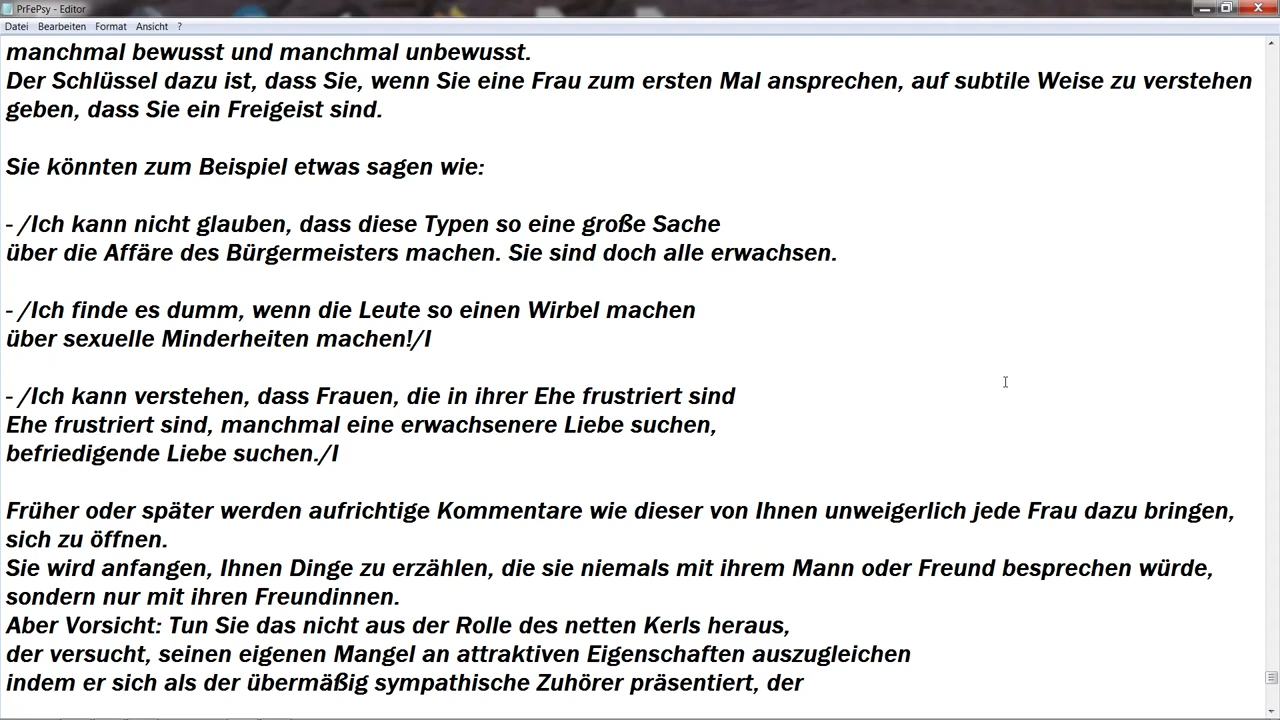 PrFePsy - Editor
Datei Bearbeiten Format Ansicht ?
manchmal bewusst und manchmal unbewusst.
Der Schlüssel dazu ist, dass Sie, wenn Sie eine Frau zum ersten Mal ansprechen, auf subtile Weise zu verstehen
geben, dass Sie ein Freigeist sind.
Sie könnten zum Beispiel etwas sagen wie:
- /Ich kann nicht glauben, dass diese Typen so eine große Sache
über die Affäre des Bürgermeisters machen. Sie sind doch alle erwachsen.
- /Ich finde es dumm, wenn die Leute so einen Wirbel machen
über sexuelle Minderheiten machen!/I
- /Ich kann verstehen, dass Frauen, die in ihrer Ehe frustriert sind
Ehe frustriert sind, manchmal eine erwachsenere Liebe suchen,
befriedigende Liebe suchen./I
Früher oder später werden aufrichtige Kommentare wie dieser von Ihnen unweigerlich jede Frau dazu bringen,
sich zu öffnen.
Sie wird anfangen, Ihnen Dinge zu erzählen, die sie niemals mit ihrem Mann oder Freund besprechen würde,
sondern nur mit ihren Freundinnen.
Aber Vorsicht: Tun Sie das nicht aus der Rolle des netten Kerls heraus,
der versucht, seinen eigenen Mangel an attraktiven Eigenschaften auszugleichen
indem er sich als der übermäßig sympathische Zuhörer präsentiert, der